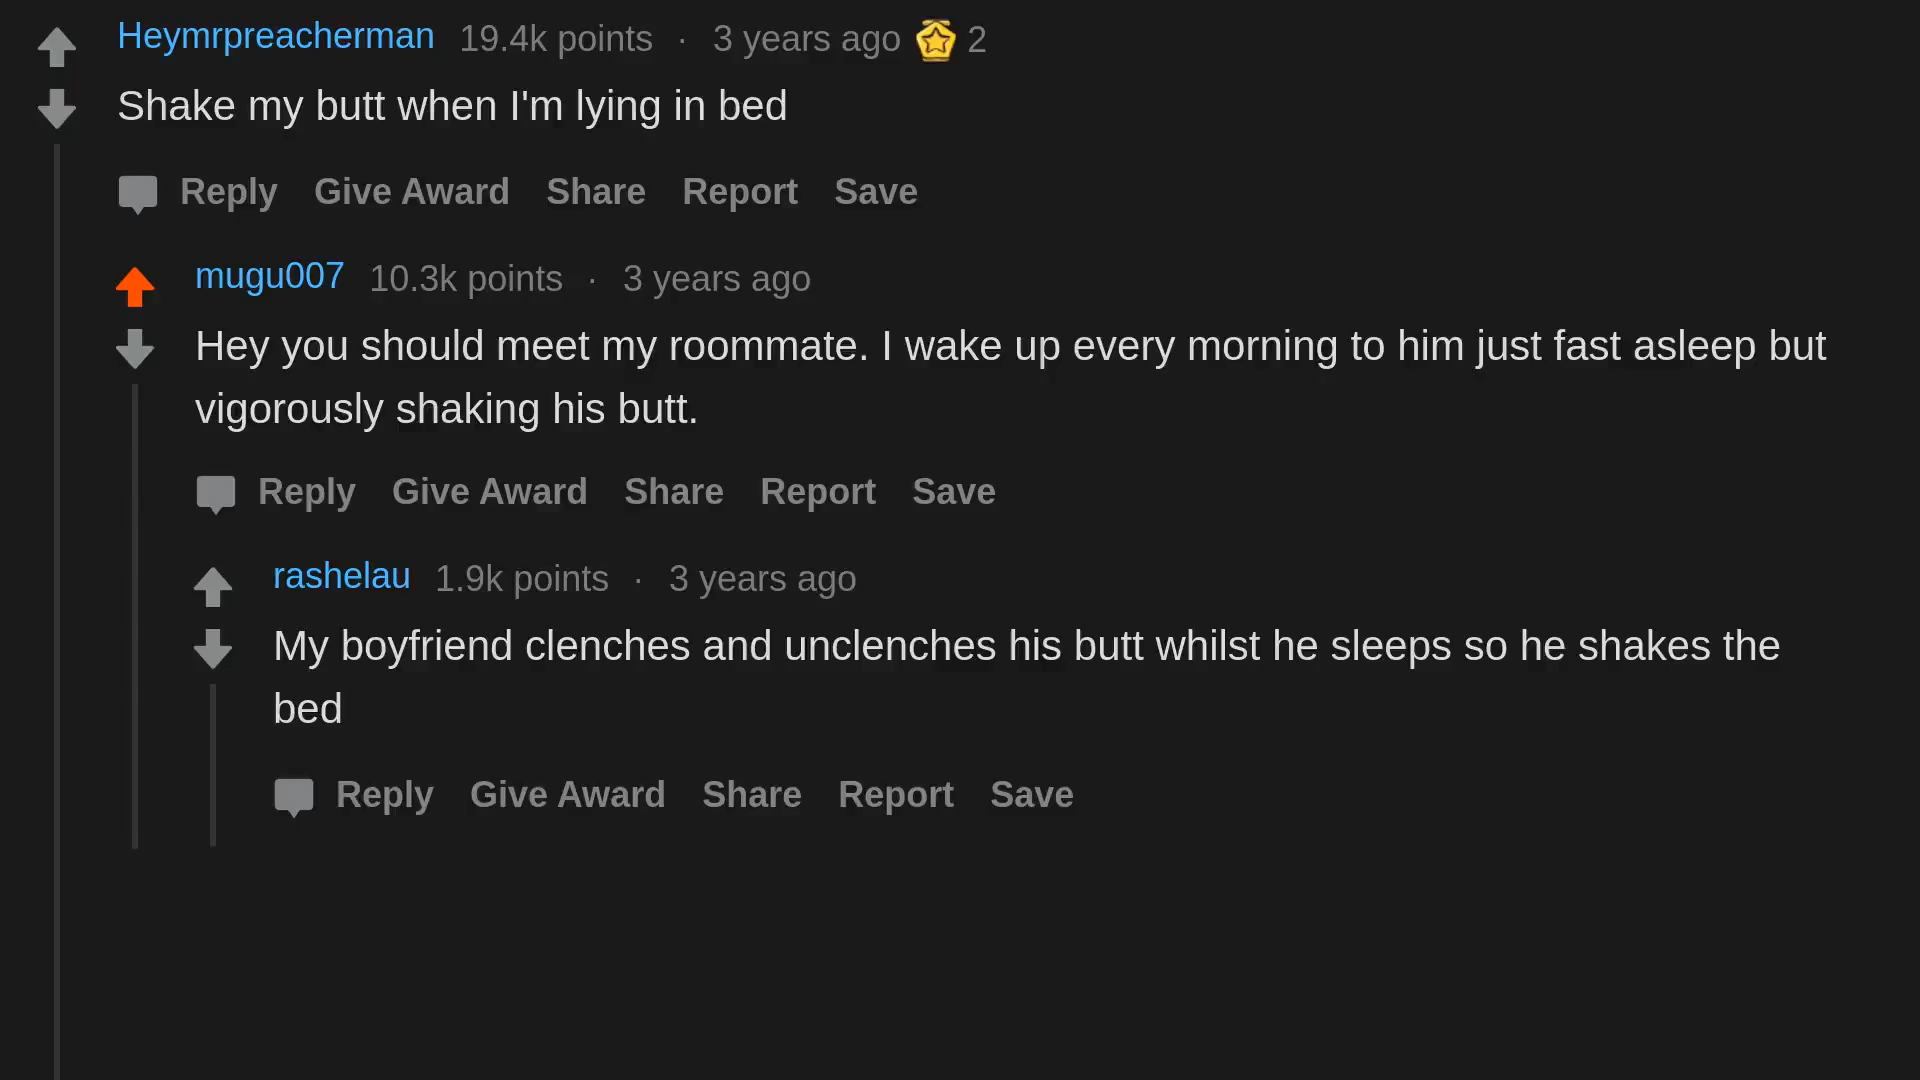 Heymrpreacherman 19.4k points · 3 years ago 2
Shake my butt when I'm lying in bed
Reply Give Award Share Report Save
mugu007 10.3k points · 3 years ago
Hey you should meet my roommate. I wake up every morning to him just fast asleep but
vigorously shaking his butt.
Reply Give Award Share Report Save
rashelau 1.9k points · 3 years ago
My boyfriend clenches and unclenches his butt whilst he sleeps so he shakes the
bed
Reply Give Award Share Report Save